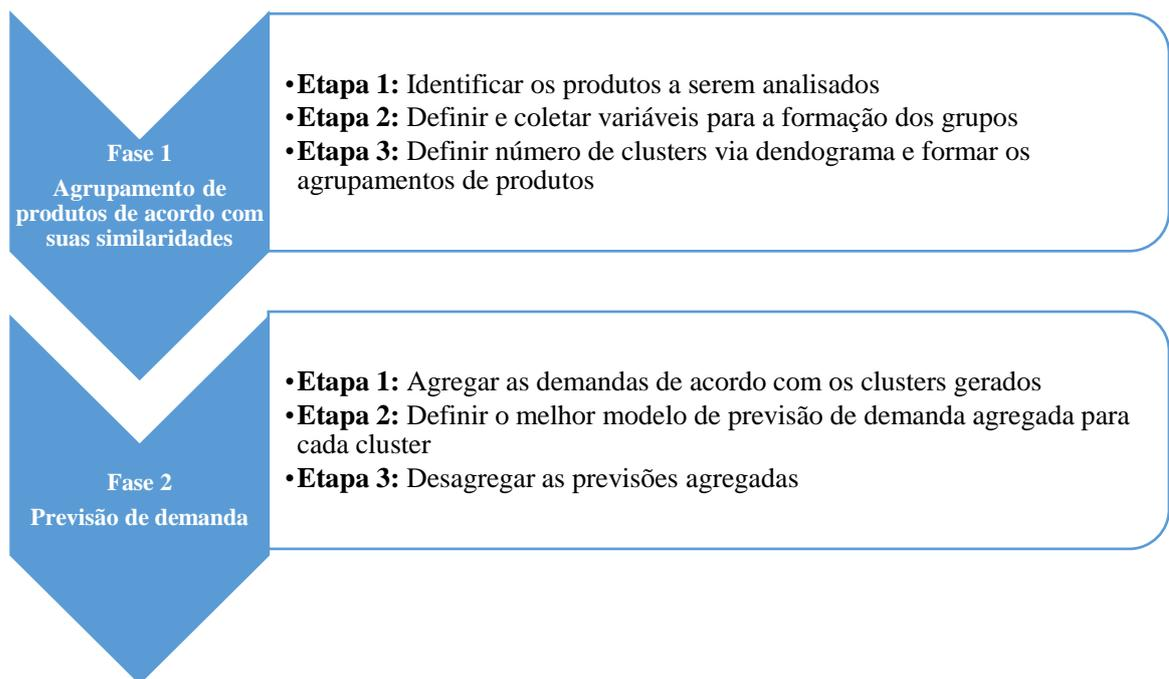 Fase 1
Agrupamento de
produtos de acordo com
suas similaridades
•Etapa 1: Identificar os produtos a serem analisados
•Etapa 2: Definir e coletar variáveis para a formação dos grupos
•Etapa 3: Definir número de clusters via dendograma e formar os
agrupamentos de produtos
Fase 2
Previsão de demanda
•Etapa 1: Agregar as demandas de acordo com os clusters gerados
•Etapa 2: Definir o melhor modelo de previsão de demanda agregada para
cada cluster
•Etapa 3: Desagregar as previsões agregadas